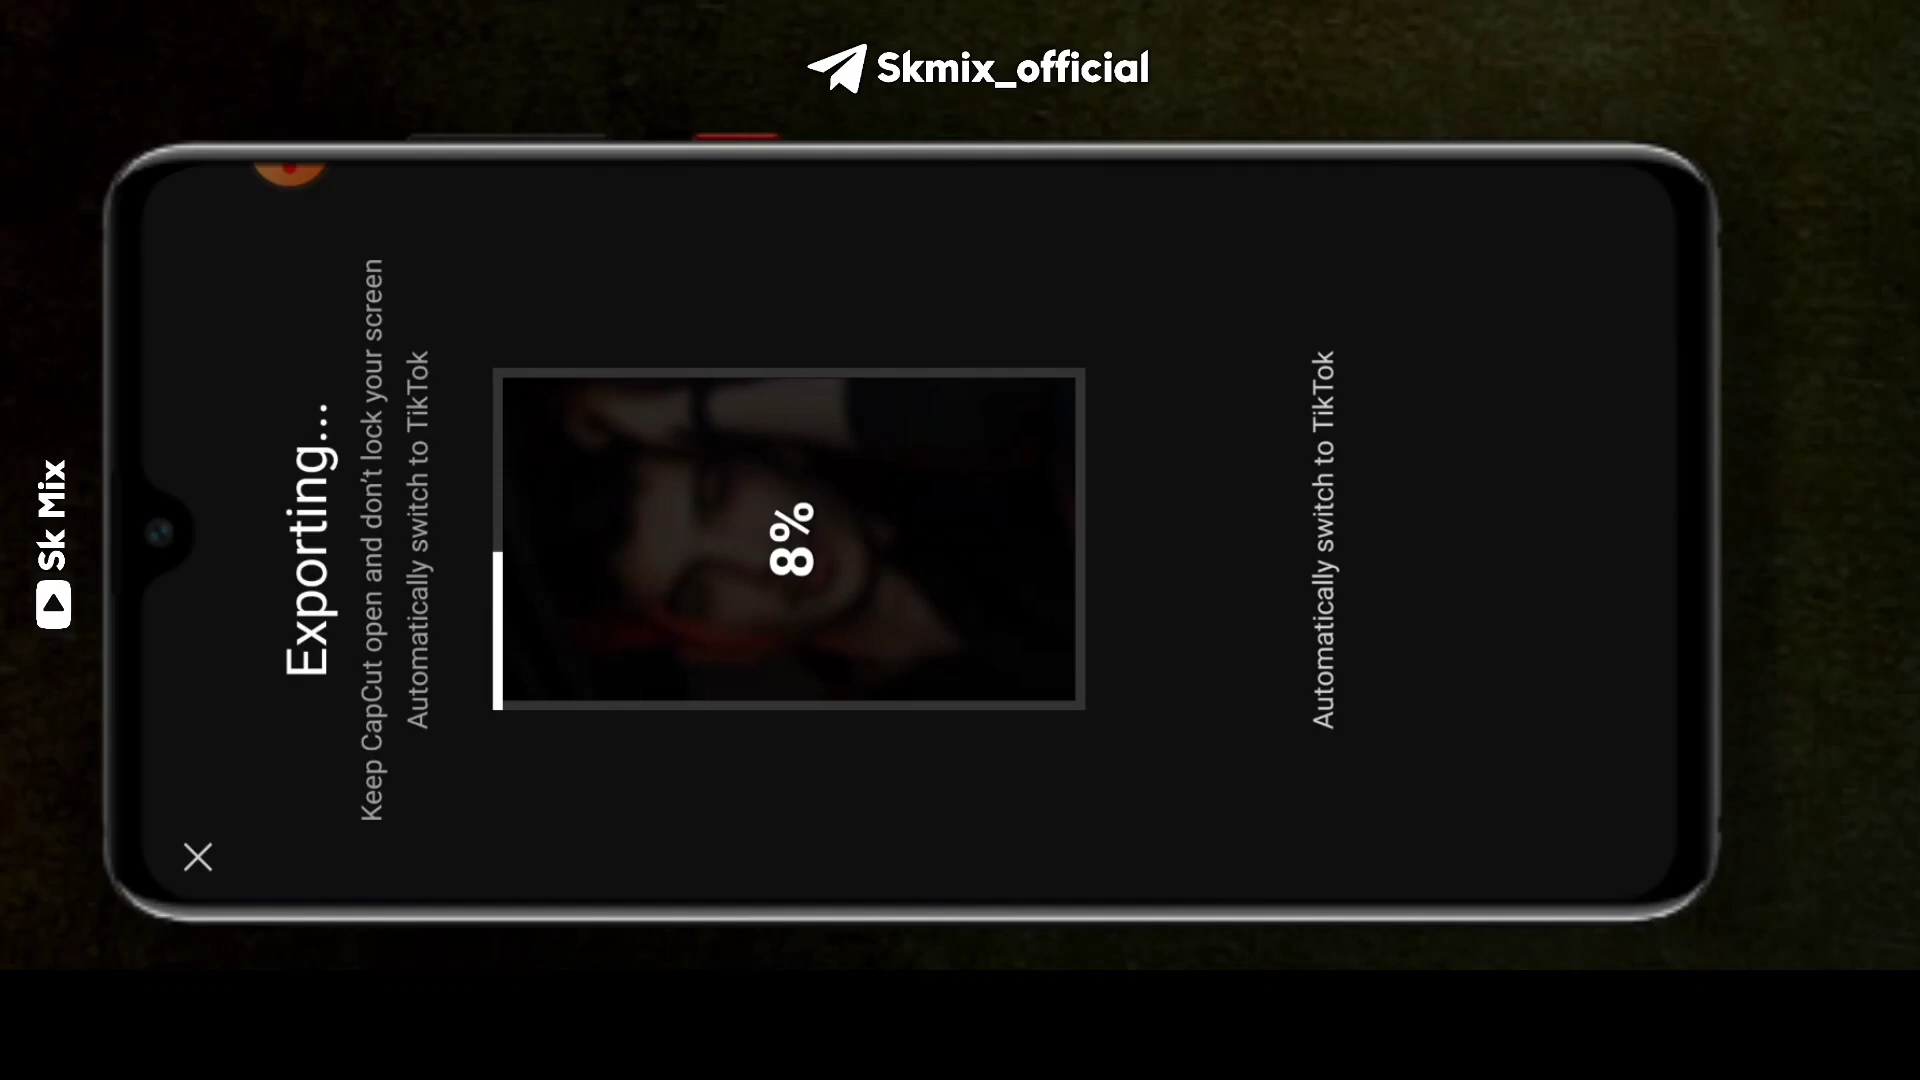 Skmix_official
Sk Mix
Exporting...
Keep CapCut open and don't lock your screen
Automatically switch to TikTok
8%
Automatically switch to TikTok